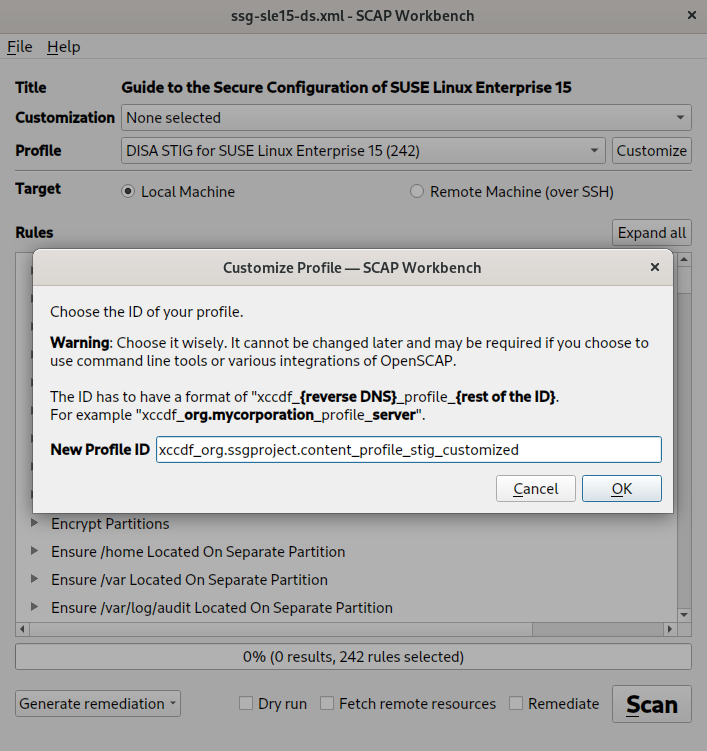 ssg-sle15-ds.xml - SCAP Workbench
File Help
Title Guide to the Secure Configuration of SUSE Linux Enterprise 15
Customization None selected
Profile DISA STIG for SUSE Linux Enterprise 15 (242) Customize
Target Local Machine Remote Machine (over SSH)
Rules Expand all
Customize Profile — SCAP Workbench
Choose the ID of your profile.
Warning: Choose it wisely. It cannot be changed later and may be required if you choose to
use command line tools or various integrations of OpenSCAP.
The ID has to have a format of "xccdf_{reverse DNS}_profile_{rest of the ID}.
For example "xccdf_org.mycorporation_profile_server".
New Profile ID xccdf_org.ssgproject.content_profile_stig_customized
Cancel OK
Encrypt Partitions
Ensure /home Located On Separate Partition
Ensure /var Located On Separate Partition
Ensure /var/log/audit Located On Separate Partition
0% (0 results, 242 rules selected)
Generate remediation Dry run Fetch remote resources Remediate Scan